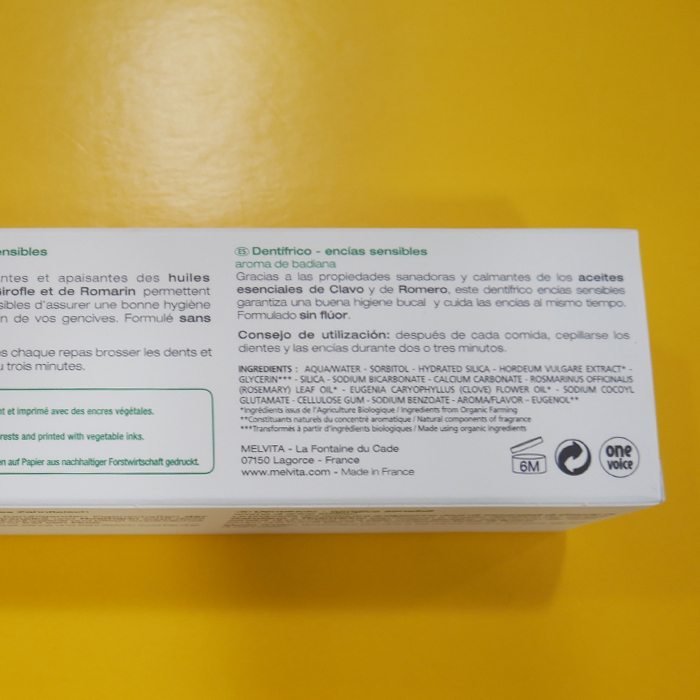 ensibles
ntes et apaisantes des huiles
irofle et de Romarin permettent
sibles d'assurer une bonne hygiène
n de vos gencives. Formulé sans
s chaque repas brosser les dents et
u trois minutes.
nt et imprimé avec des encres végétales.
rests and printed with vegetable inks.
n auf Papier aus nachhaltiger Forstwirtschaft gedruckt.
E Dentífrico - encías sensibles
aroma de badiana
Gracias a las propiedades sanadoras y calmantes de los aceites
esenciales de Clavo y de Romero, este dentífrico encías sensibles
garantiza una buena higiene bucal y cuida las encías al mismo tiempo.
Formulado sin flúor.
Consejo de utilización: después de cada comida, cepillarse los
dientes y las encías durante dos o tres minutos.
INGREDIENTS : AQUA/WATER - SORBITOL - HYDRATED SILICA - HORDEUM VULGARE EXTRACT* -
GLYCERIN*** - SILICA - SODIUM BICARBONATE - CALCIUM CARBONATE - ROSMARINUS OFFICINALIS
(ROSEMARY) LEAF OIL* - EUGENIA CARYOPHYLLUS (CLOVE) FLOWER OIL* - SODIUM COCOYL
GLUTAMATE - CELLULOSE GUM - SODIUM BENZOATE - AROMA/FLAVOR - EUGENOL**
*Ingrédients issus de l'Agriculture Biologique / Ingredients from Organic Farming
**Constituants naturels du concentré aromatique / Natural components of fragrance
***Transformés à partir d'ingrédients biologiques / Made using organic ingredients
MELVITA - La Fontaine du Cade
07150 Lagorce - France
www.melvita.com - Made in France
6M
one
voice